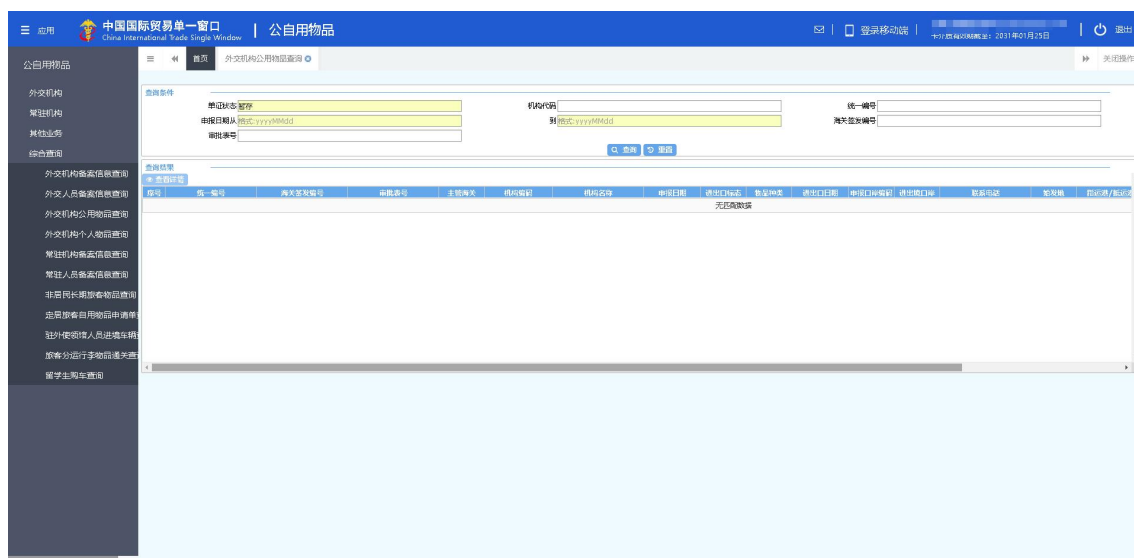 应用
中国国际贸易单一窗口 | 公自用物品
China International Trade Single Window
登录移动端
卡介质有效期截至：2031年01月25日
退出
公自用物品
首页 外交机构公用物品查询
关闭操作
外交机构
常驻机构
其他业务
综合查询
外交机构备案信息查询
外交人员备案信息查询
外交机构公用物品查询
外交机构个人物品查询
常驻机构备案信息查询
常驻人员备案信息查询
非居民长期旅客物品查询
定居旅客自用物品申请单
驻外使领馆人员进境车辆
旅客分运行李物品通关查
留学生购车查询
查询条件
单证状态 暂存 机构代码 统一编号
申报日期从 格式:yyyyMMdd 到 格式:yyyyMMdd 海关签发编号
审批表号
查询 重置
查询结果
查看详细
序号 统一编号 海关签发编号 审批表号 主管海关 机构编码 机构名称 申报日期 进出口标志 物品种类 进出口日期 申报口岸编码 进出境口岸 联系电话 始发港 指运港/抵运港
无匹配数据